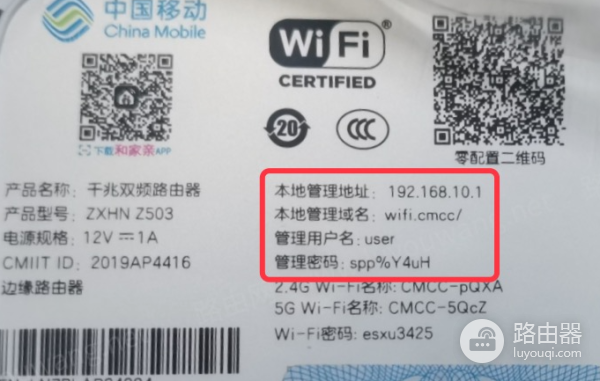 中国移动
China Mobile
WiFi
CERTIFIED
下载和家亲APP
20
CCC
零配置二维码
产品名称：千兆双频路由器
产品型号：ZXHN Z503
电源规格：12V⎓1A
CMIIT ID: 2019AP4416
边缘路由器
本地管理地址：192.168.10.1
本地管理域名：wifi.cmcc/
管理用户名：user
管理密码：spp%Y4uH
2.4G Wi-Fi名称：CMCC-pQXA
5G Wi-Fi名称：CMCC-5QcZ
Wi-Fi密码：esxu3425
路由器
luyouqi.com